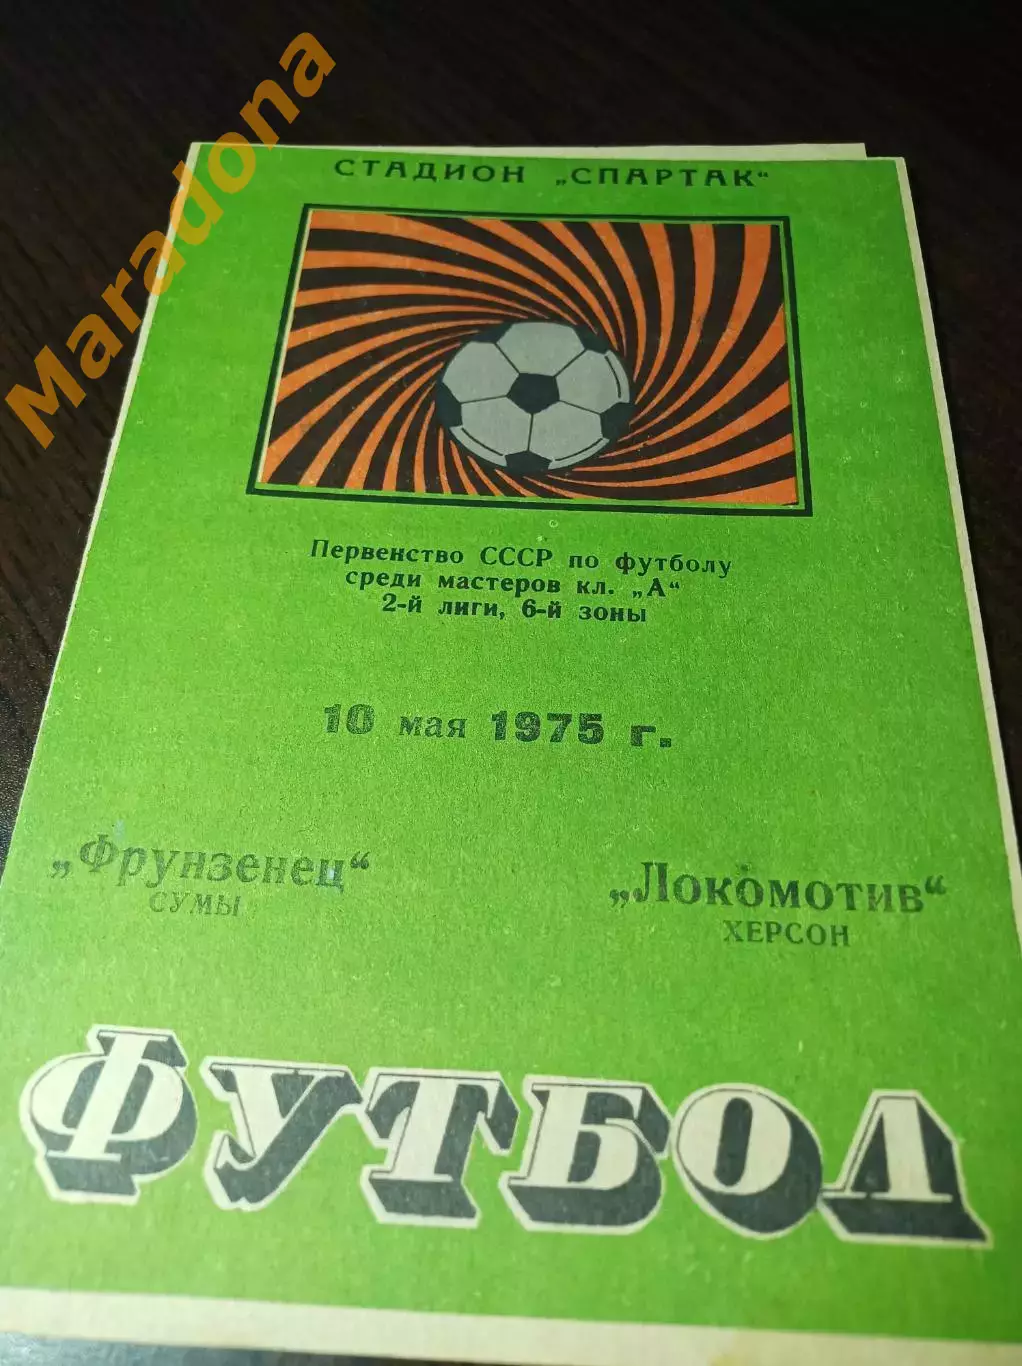 Maradona
СТАДИОН „СПАРТАК“
Первенство СССР по футболу
среди мастеров кл. „А“
2-й лиги, 6-й зоны
10 мая 1975 г.
„Фрунзенец“
СУМЫ
„Локомотив“
ХЕРСОН
ФУТБОЛ